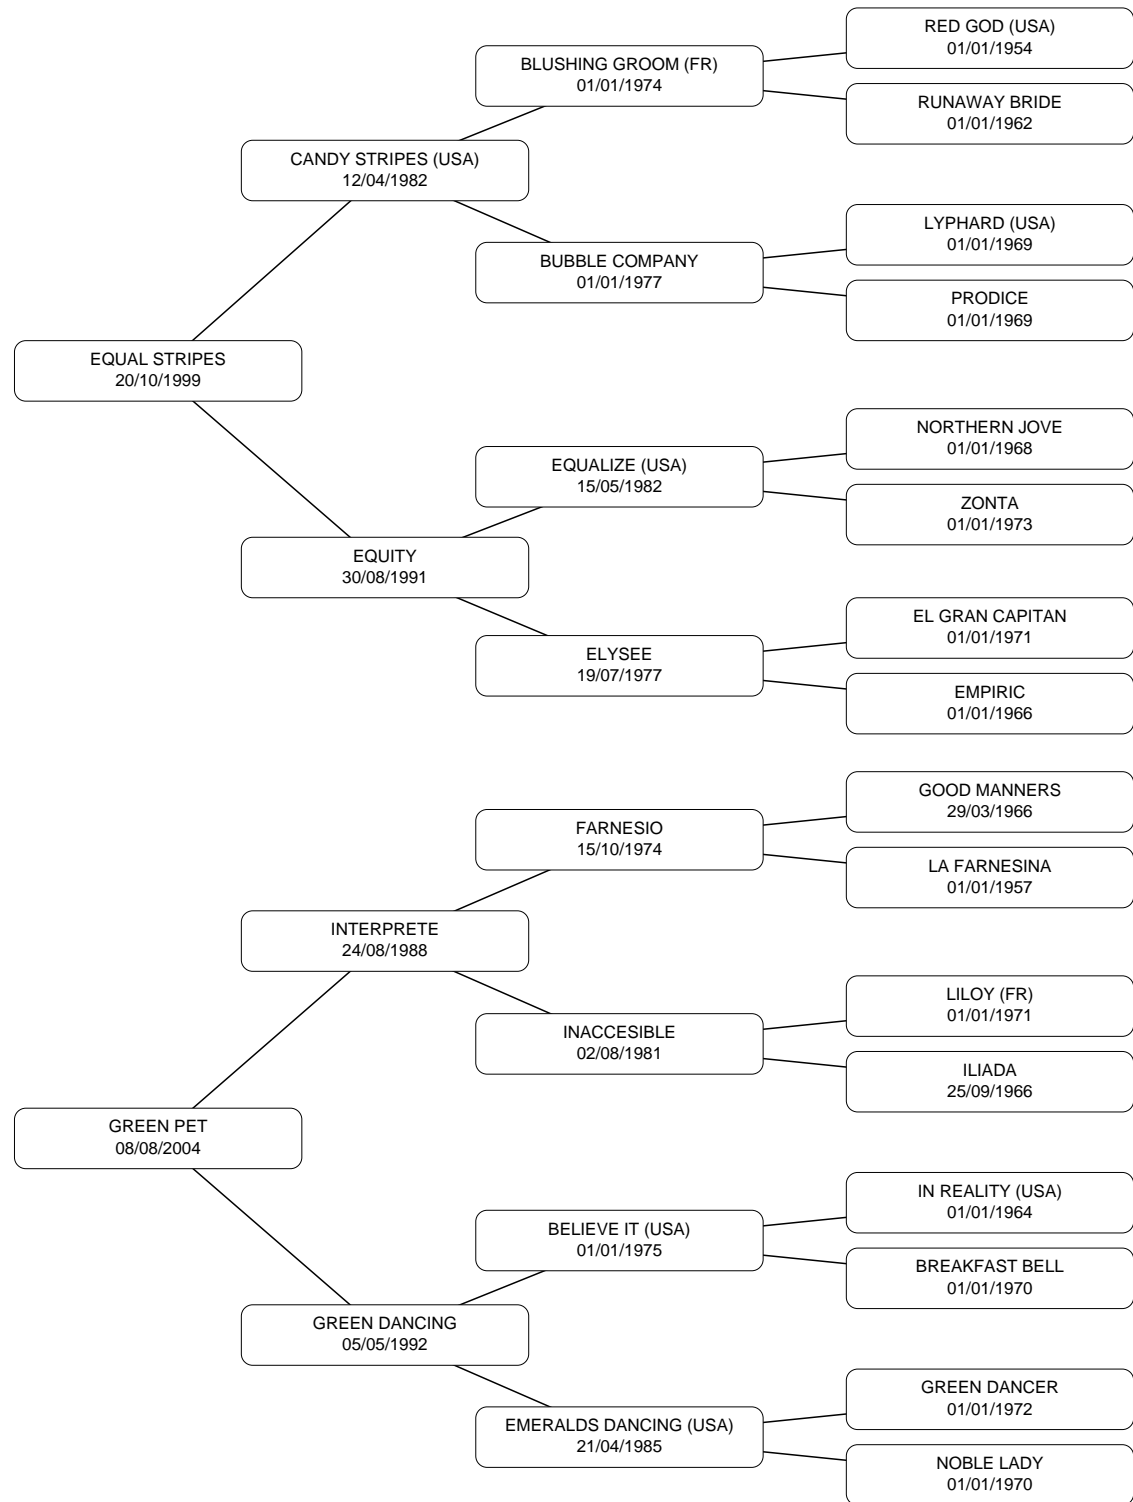 RED GOD (USA)
01/01/1954
BLUSHING GROOM (FR)
01/01/1974
RUNAWAY BRIDE
01/01/1962
CANDY STRIPES (USA)
12/04/1982
LYPHARD (USA)
01/01/1969
BUBBLE COMPANY
01/01/1977
PRODICE
01/01/1969
EQUAL STRIPES
20/10/1999
NORTHERN JOVE
01/01/1968
EQUALIZE (USA)
15/05/1982
ZONTA
01/01/1973
EQUITY
30/08/1991
EL GRAN CAPITAN
01/01/1971
ELYSEE
19/07/1977
EMPIRIC
01/01/1966
GOOD MANNERS
29/03/1966
FARNESIO
15/10/1974
LA FARNESINA
01/01/1957
INTERPRETE
24/08/1988
LILOY (FR)
01/01/1971
INACCESIBLE
02/08/1981
ILIADA
25/09/1966
GREEN PET
08/08/2004
IN REALITY (USA)
01/01/1964
BELIEVE IT (USA)
01/01/1975
BREAKFAST BELL
01/01/1970
GREEN DANCING
05/05/1992
GREEN DANCER
01/01/1972
EMERALDS DANCING (USA)
21/04/1985
NOBLE LADY
01/01/1970